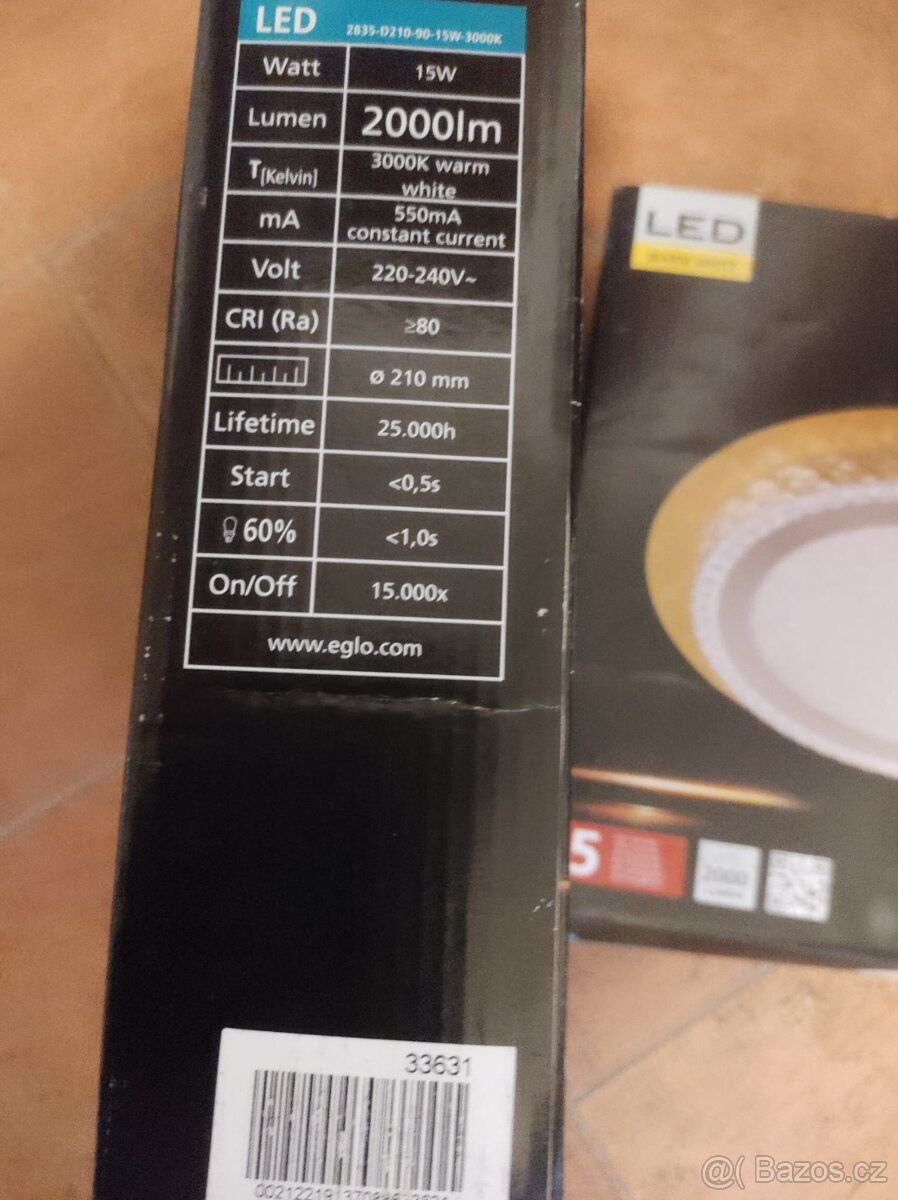 LED 2835-D210-90-15W-3000K
Watt 15W
Lumen 2000lm
T[Kelvin] 3000K warm
white
mA 550mA
constant current
Volt 220-240V~
CRI (Ra) ≥80
ø 210 mm
Lifetime 25.000h
Start <0,5s
60% <1,0s
On/Off 15.000x
www.eglo.com
33631
LED
5
2000
@( Bazos.cz